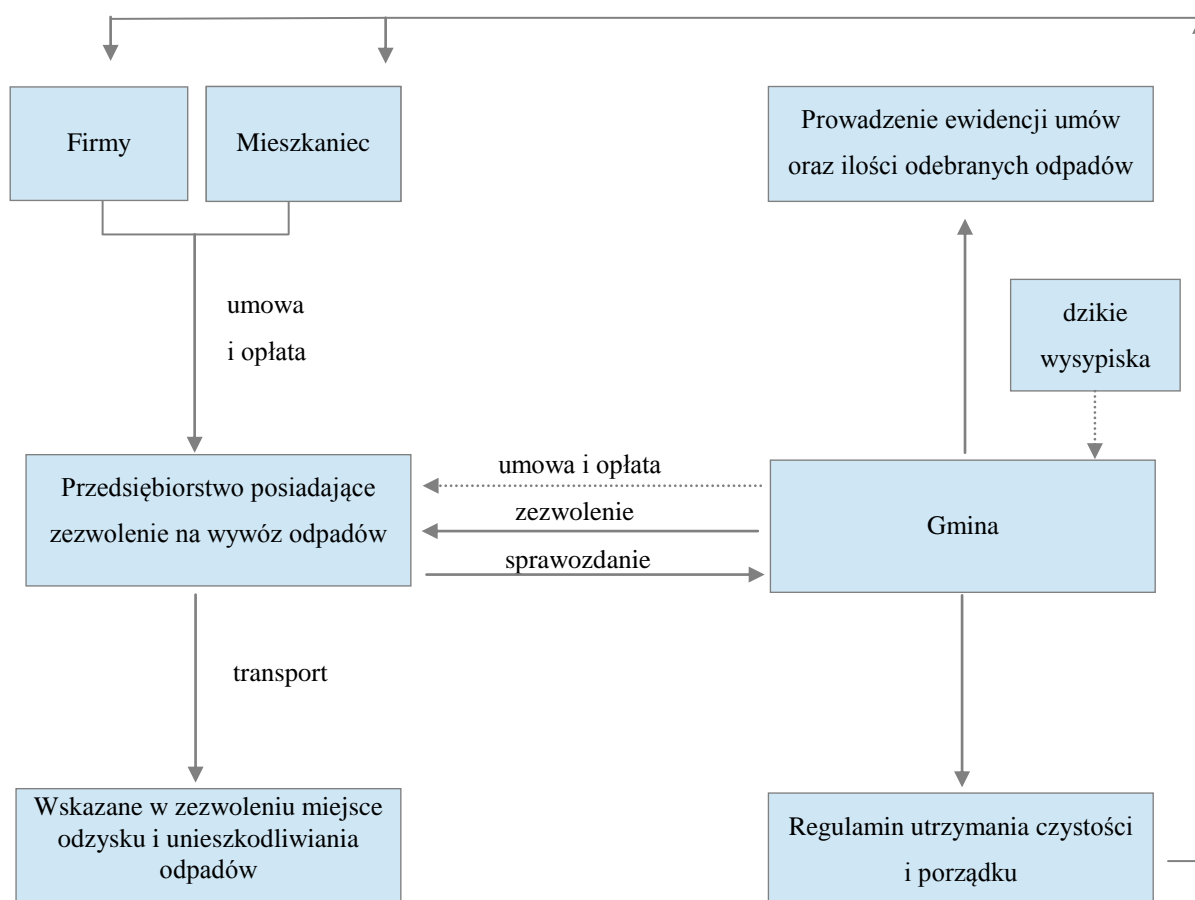 Firmy
Mieszkaniec
Prowadzenie ewidencji umów
oraz ilości odebranych odpadów
umowa
i opłata
dzikie
wysypiska
Przedsiębiorstwo posiadające
zezwolenie na wywóz odpadów
umowa i opłata
zezwolenie
sprawozdanie
Gmina
transport
Wskazane w zezwoleniu miejsce
odzysku i unieszkodliwiania
odpadów
Regulamin utrzymania czystości
i porządku